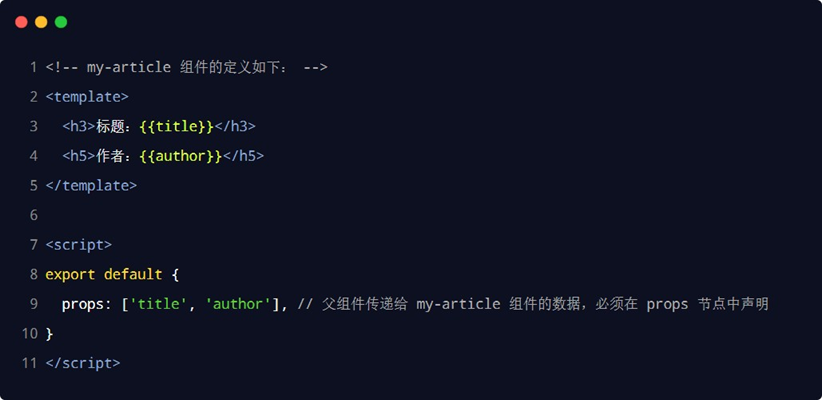 1 <!-- my-article 组件的定义如下： -->
2 <template>
3   <h3>标题：{{title}}</h3>
4   <h5>作者：{{author}}</h5>
5 </template>
6
7 <script>
8 export default {
9   props: ['title', 'author'], // 父组件传递给 my-article 组件的数据，必须在 props 节点中声明
10 }
11 </script>